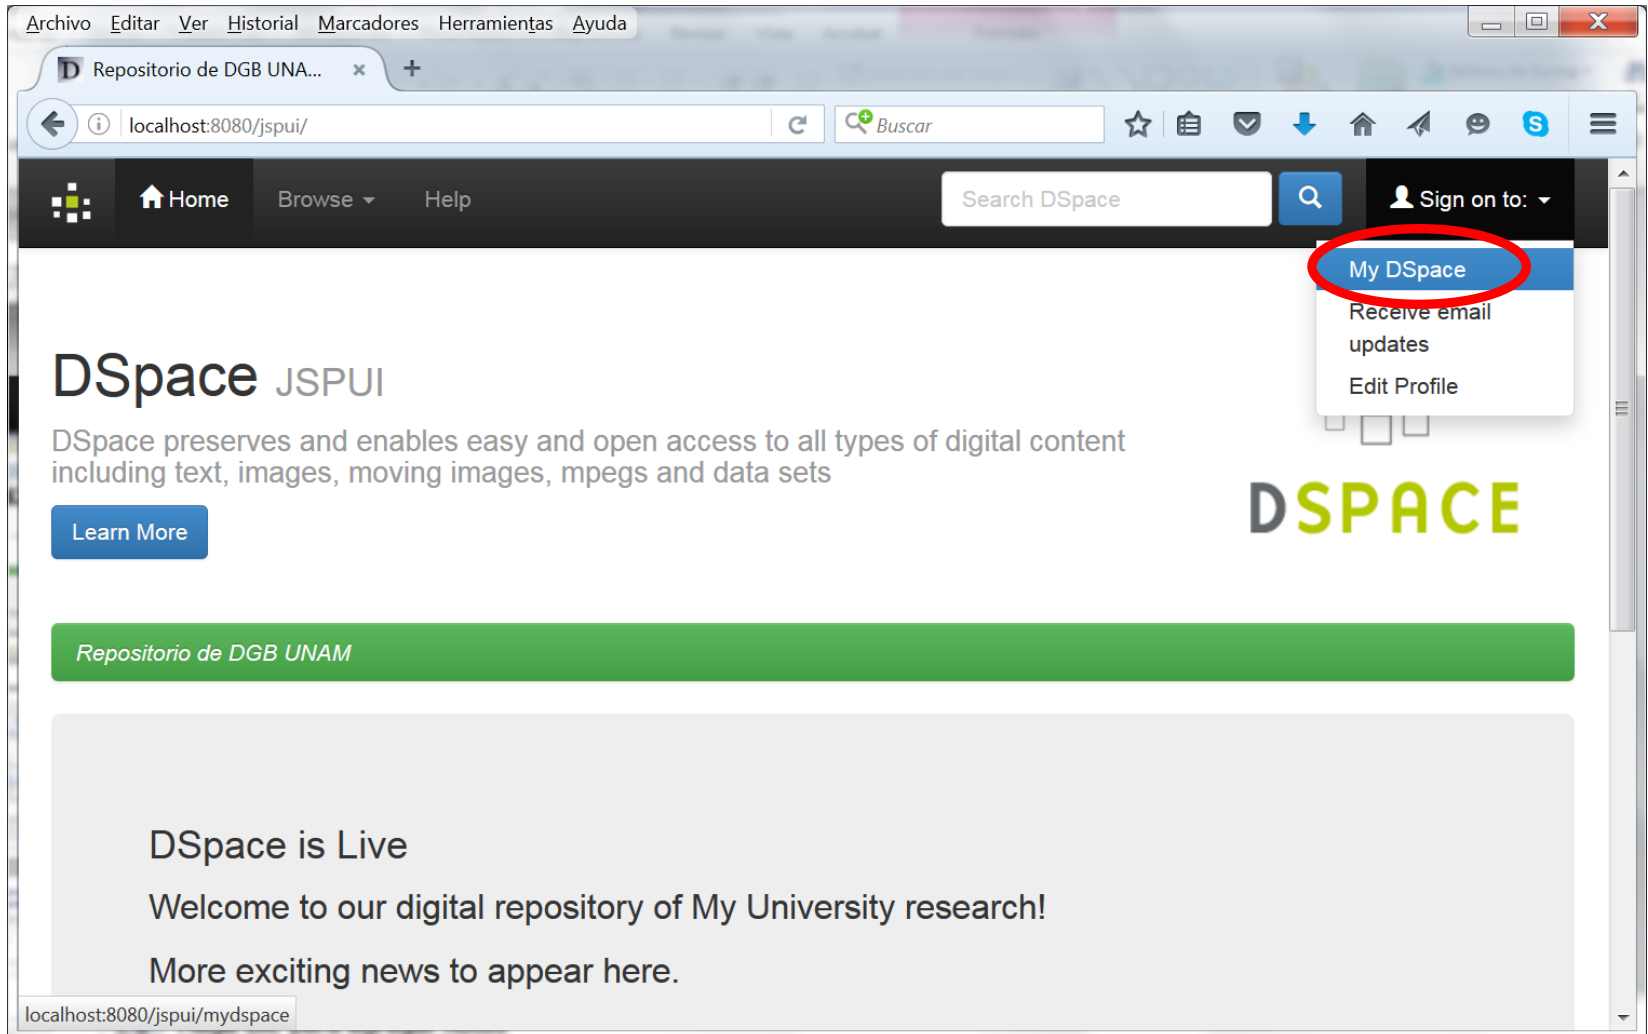 Archivo Editar Ver Historial Marcadores Herramientas Ayuda
Repositorio de DGB UNA... × +
localhost:8080/jspui/
Buscar
Home Browse Help
Search DSpace
Sign on to:
My DSpace
Receive email
updates
Edit Profile
DSpace JSPUI
DSpace preserves and enables easy and open access to all types of digital content
including text, images, moving images, mpegs and data sets
Learn More
DSPACE
Repositorio de DGB UNAM
DSpace is Live
Welcome to our digital repository of My University research!
More exciting news to appear here.
localhost:8080/jspui/mydspace